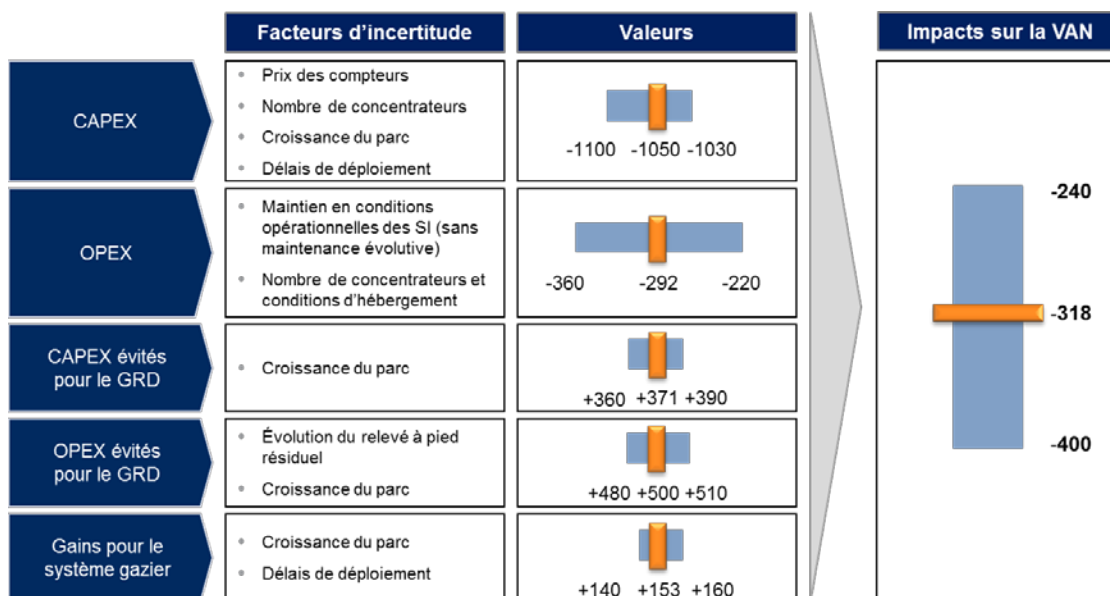 Facteurs d'incertitude
Valeurs
Impacts sur la VAN
CAPEX
• Prix des compteurs
• Nombre de concentrateurs
• Croissance du parc
• Délais de déploiement
-1100 -1050 -1030
OPEX
• Maintien en conditions
opérationnelles des SI (sans
maintenance évolutive)
• Nombre de concentrateurs et
conditions d'hébergement
-360 -292 -220
CAPEX évités
pour le GRD
• Croissance du parc
+360 +371 +390
OPEX évités
pour le GRD
• Évolution du relevé à pied
résiduel
• Croissance du parc
+480 +500 +510
Gains pour le
système gazier
• Croissance du parc
• Délais de déploiement
+140 +153 +160
-240
-318
-400